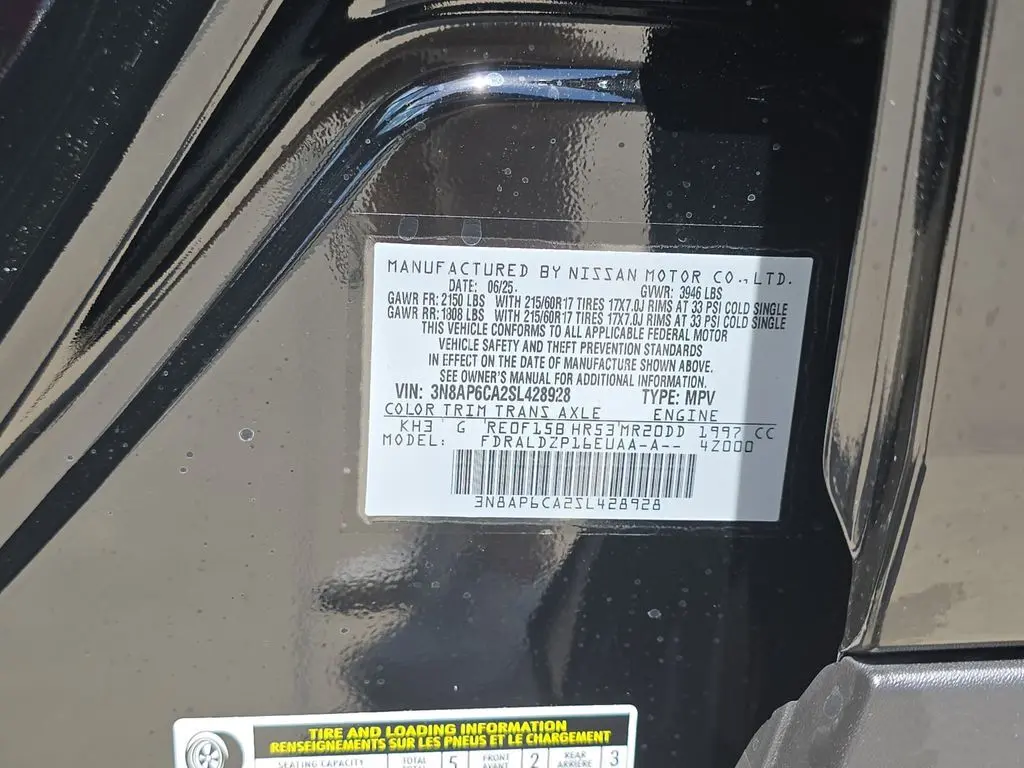 MANUFACTURED BY NISSAN MOTOR CO.,LTD.
DATE: 06/25. GVWR: 3946 LBS
GAWR FR: 2150 LBS WITH 215/60R17 TIRES 17X7.0J RIMS AT 33 PSI COLD SINGLE
GAWR RR: 1808 LBS WITH 215/60R17 TIRES 17X7.0J RIMS AT 33 PSI COLD SINGLE
THIS VEHICLE CONFORMS TO ALL APPLICABLE FEDERAL MOTOR
VEHICLE SAFETY AND THEFT PREVENTION STANDARDS
IN EFFECT ON THE DATE OF MANUFACTURE SHOWN ABOVE.
SEE OWNER'S MANUAL FOR ADDITIONAL INFORMATION.
VIN: 3N8AP6CA2SL428928 TYPE: MPV
COLOR TRIM TRANS AXLE ENGINE
KH3 G RE0F15B HR53 MR20DD 1997 CC
MODEL: FDRALDZP16EUAA-A-- 4Z000
3N8AP6CA2SL428928
TIRE AND LOADING INFORMATION
RENSEIGNEMENTS SUR LES PNEUS ET LE CHARGEMENT
SEATING CAPACITY TOTAL 5 FRONT 2 REAR 3
TOTAL AVANT ARRIÈRE